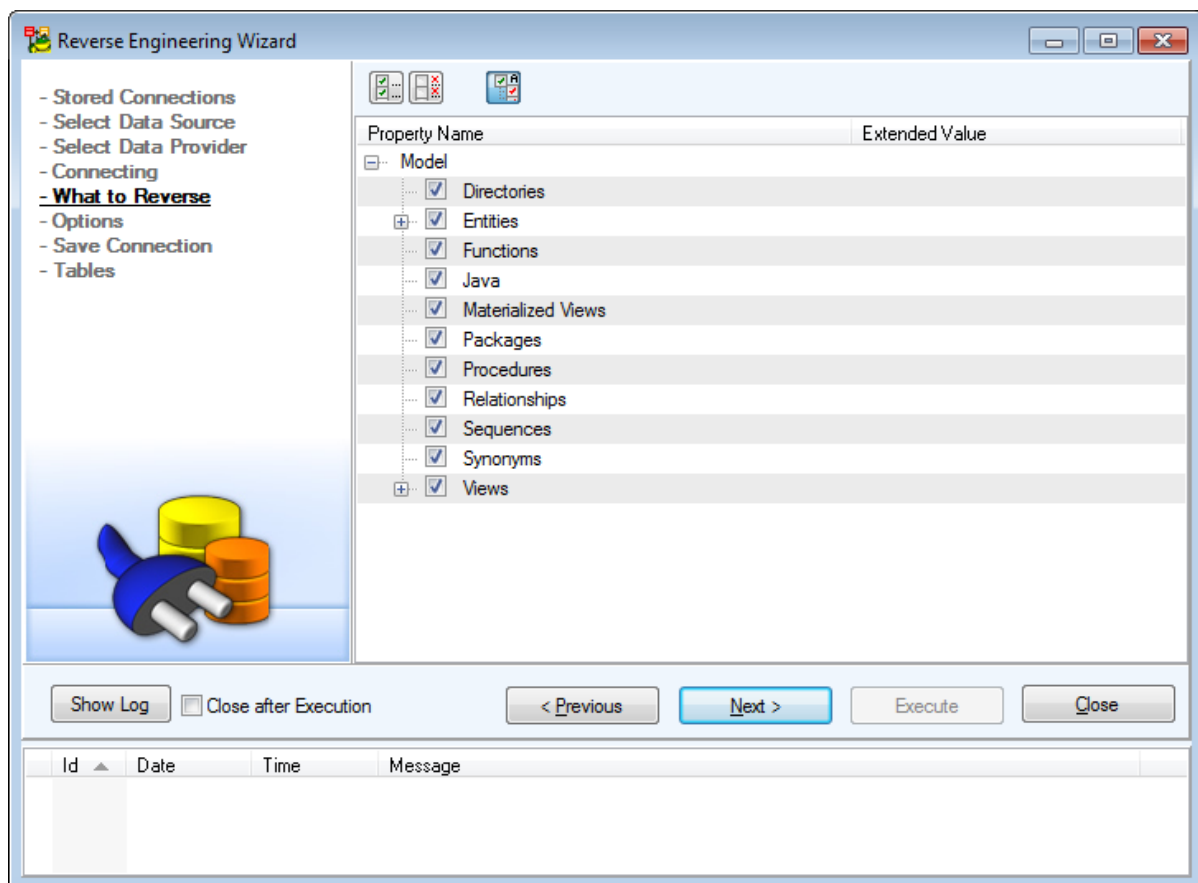 Reverse Engineering Wizard
- Stored Connections
- Select Data Source
- Select Data Provider
- Connecting
- What to Reverse
- Options
- Save Connection
- Tables
Property Name Extended Value
Model
Directories
Entities
Functions
Java
Materialized Views
Packages
Procedures
Relationships
Sequences
Synonyms
Views
Show Log Close after Execution < Previous Next > Execute Close
Id Date Time Message